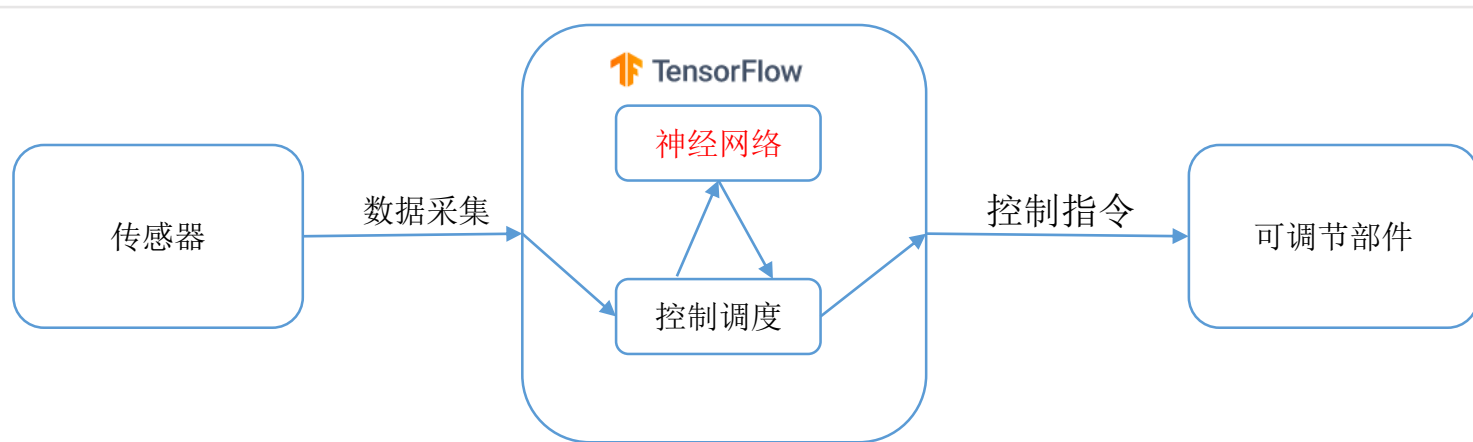 TensorFlow
神经网络
传感器
数据采集
控制调度
控制指令
可调节部件